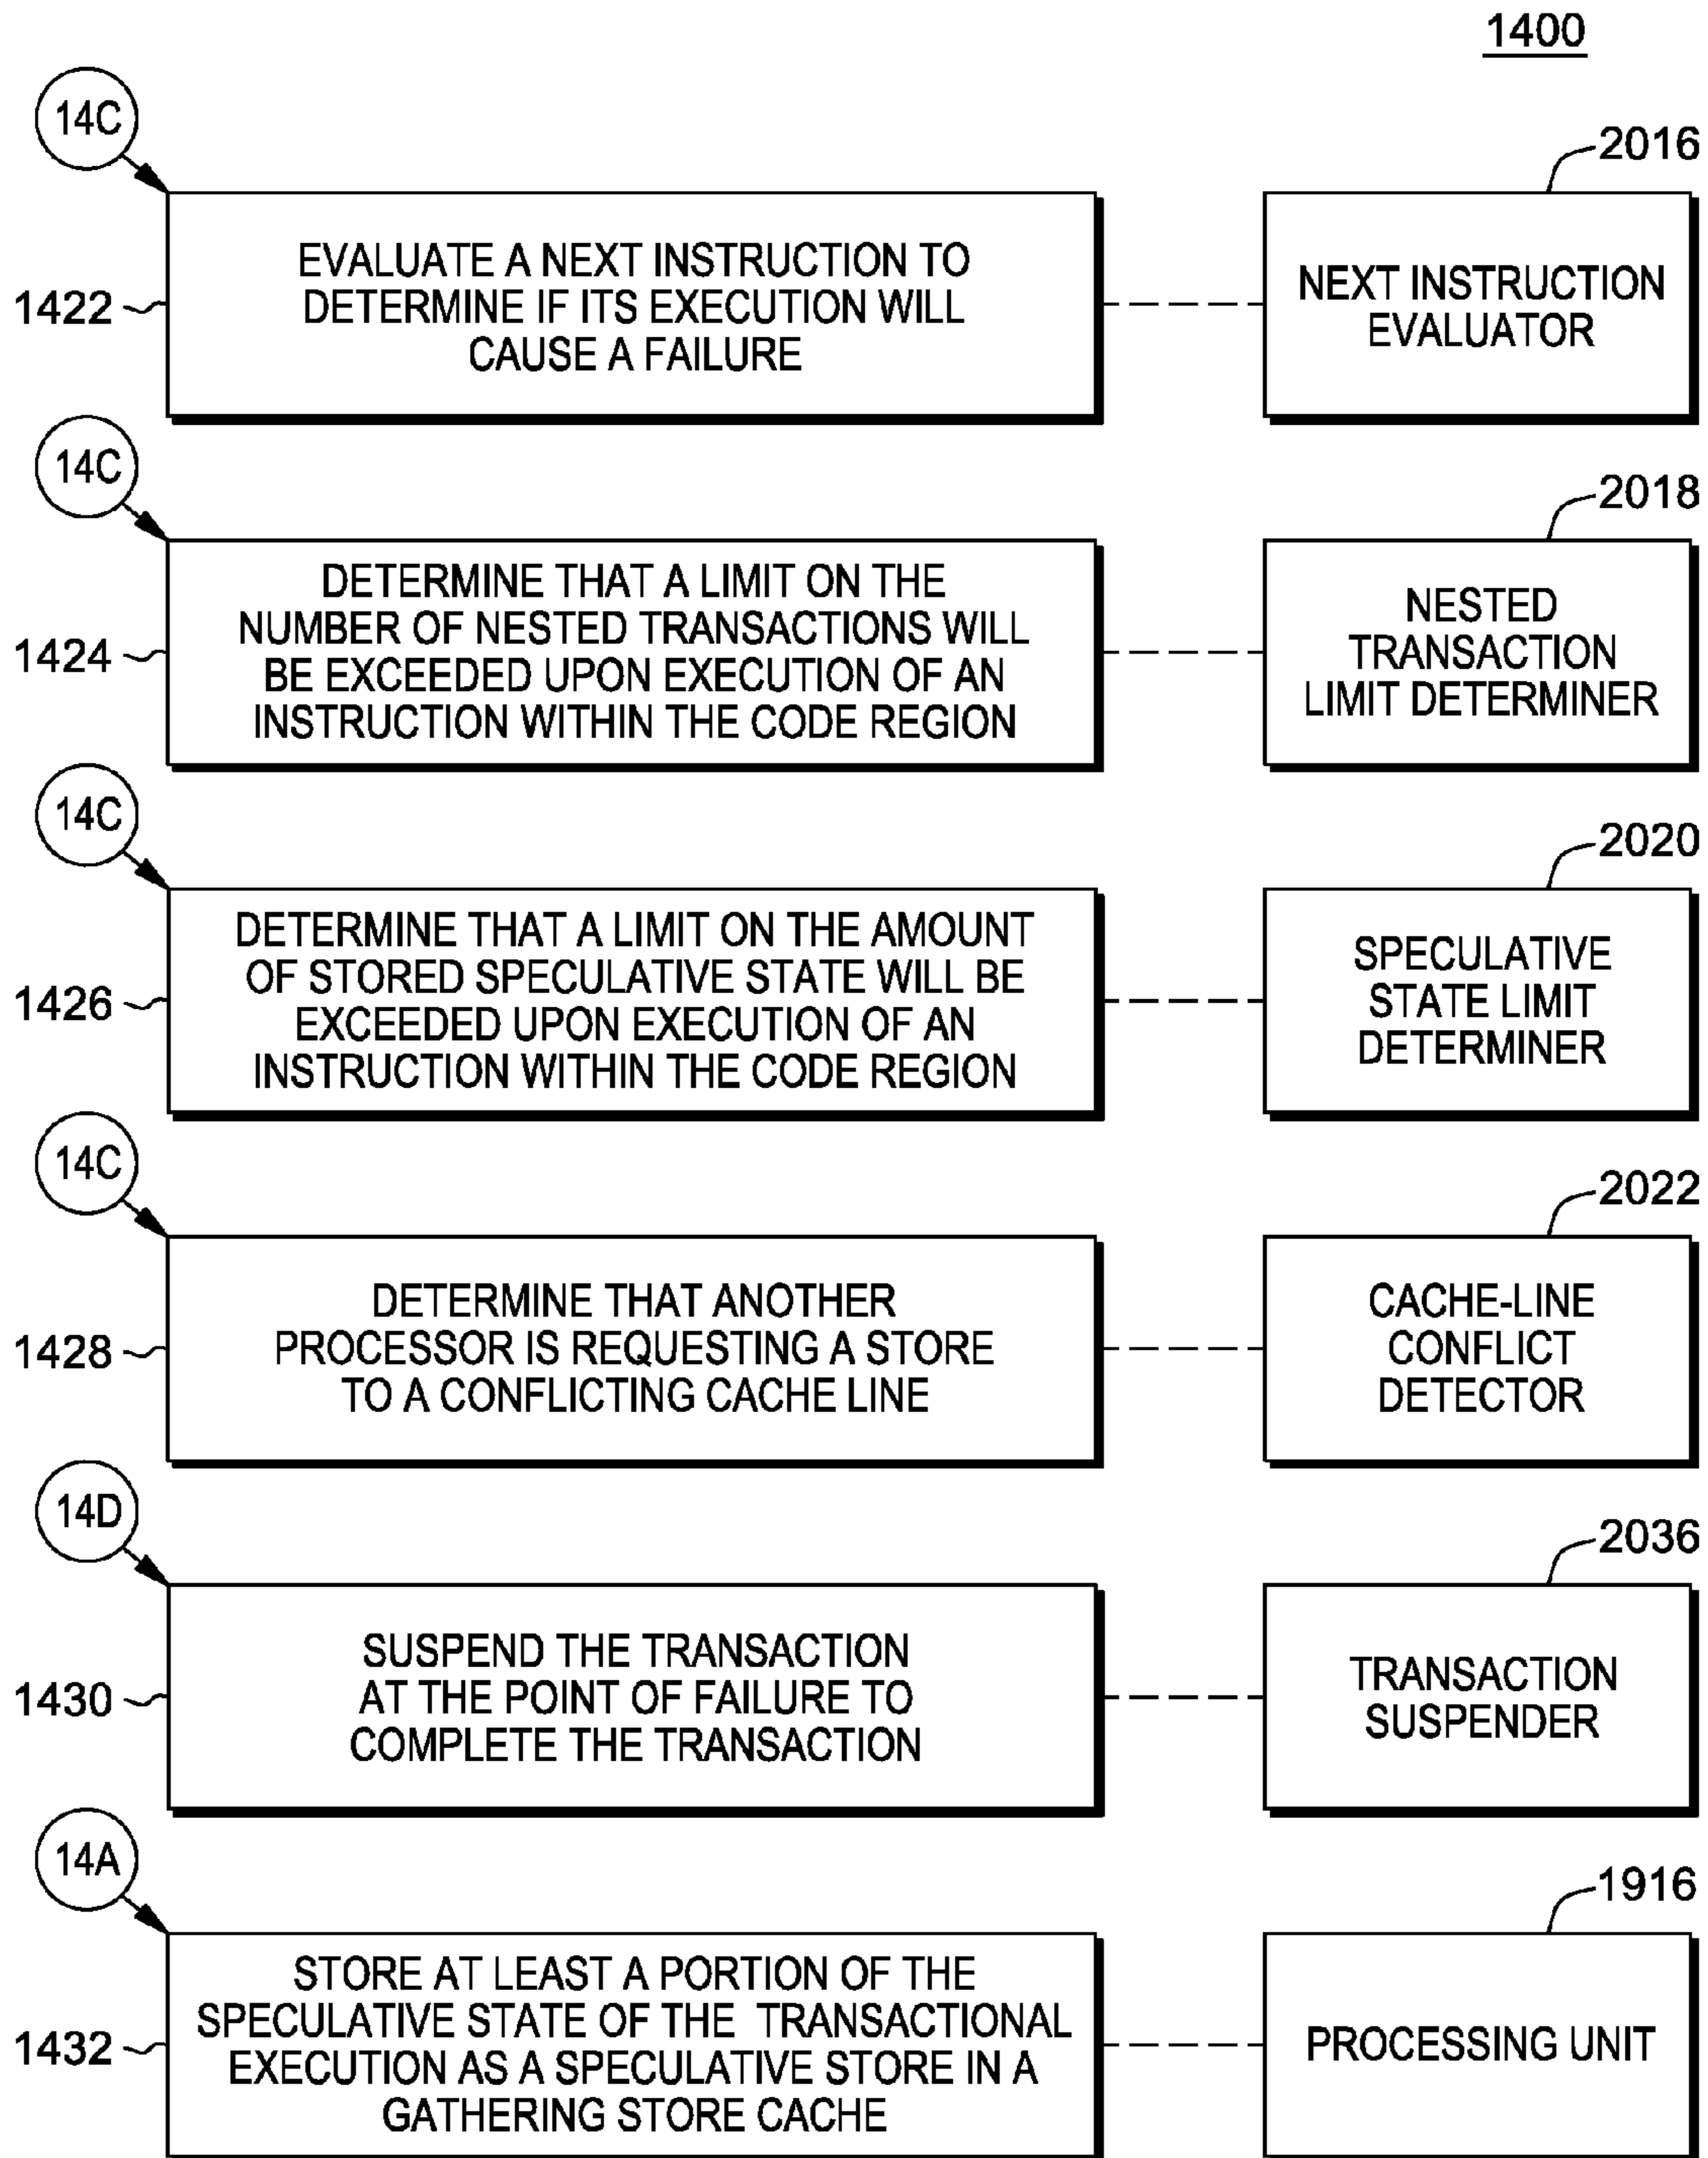 1400
14C
2016
EVALUATE A NEXT INSTRUCTION TO
DETERMINE IF ITS EXECUTION WILL
CAUSE A FAILURE
1422
NEXT INSTRUCTION
EVALUATOR
14C
2018
DETERMINE THAT A LIMIT ON THE
NUMBER OF NESTED TRANSACTIONS WILL
BE EXCEEDED UPON EXECUTION OF AN
INSTRUCTION WITHIN THE CODE REGION
1424
NESTED
TRANSACTION
LIMIT DETERMINER
14C
2020
DETERMINE THAT A LIMIT ON THE AMOUNT
OF STORED SPECULATIVE STATE WILL BE
EXCEEDED UPON EXECUTION OF AN
INSTRUCTION WITHIN THE CODE REGION
1426
SPECULATIVE
STATE LIMIT
DETERMINER
14C
2022
DETERMINE THAT ANOTHER
PROCESSOR IS REQUESTING A STORE
TO A CONFLICTING CACHE LINE
1428
CACHE-LINE
CONFLICT
DETECTOR
14D
2036
SUSPEND THE TRANSACTION
AT THE POINT OF FAILURE TO
COMPLETE THE TRANSACTION
1430
TRANSACTION
SUSPENDER
14A
1916
STORE AT LEAST A PORTION OF THE
SPECULATIVE STATE OF THE TRANSACTIONAL
EXECUTION AS A SPECULATIVE STORE IN A
GATHERING STORE CACHE
1432
PROCESSING UNIT